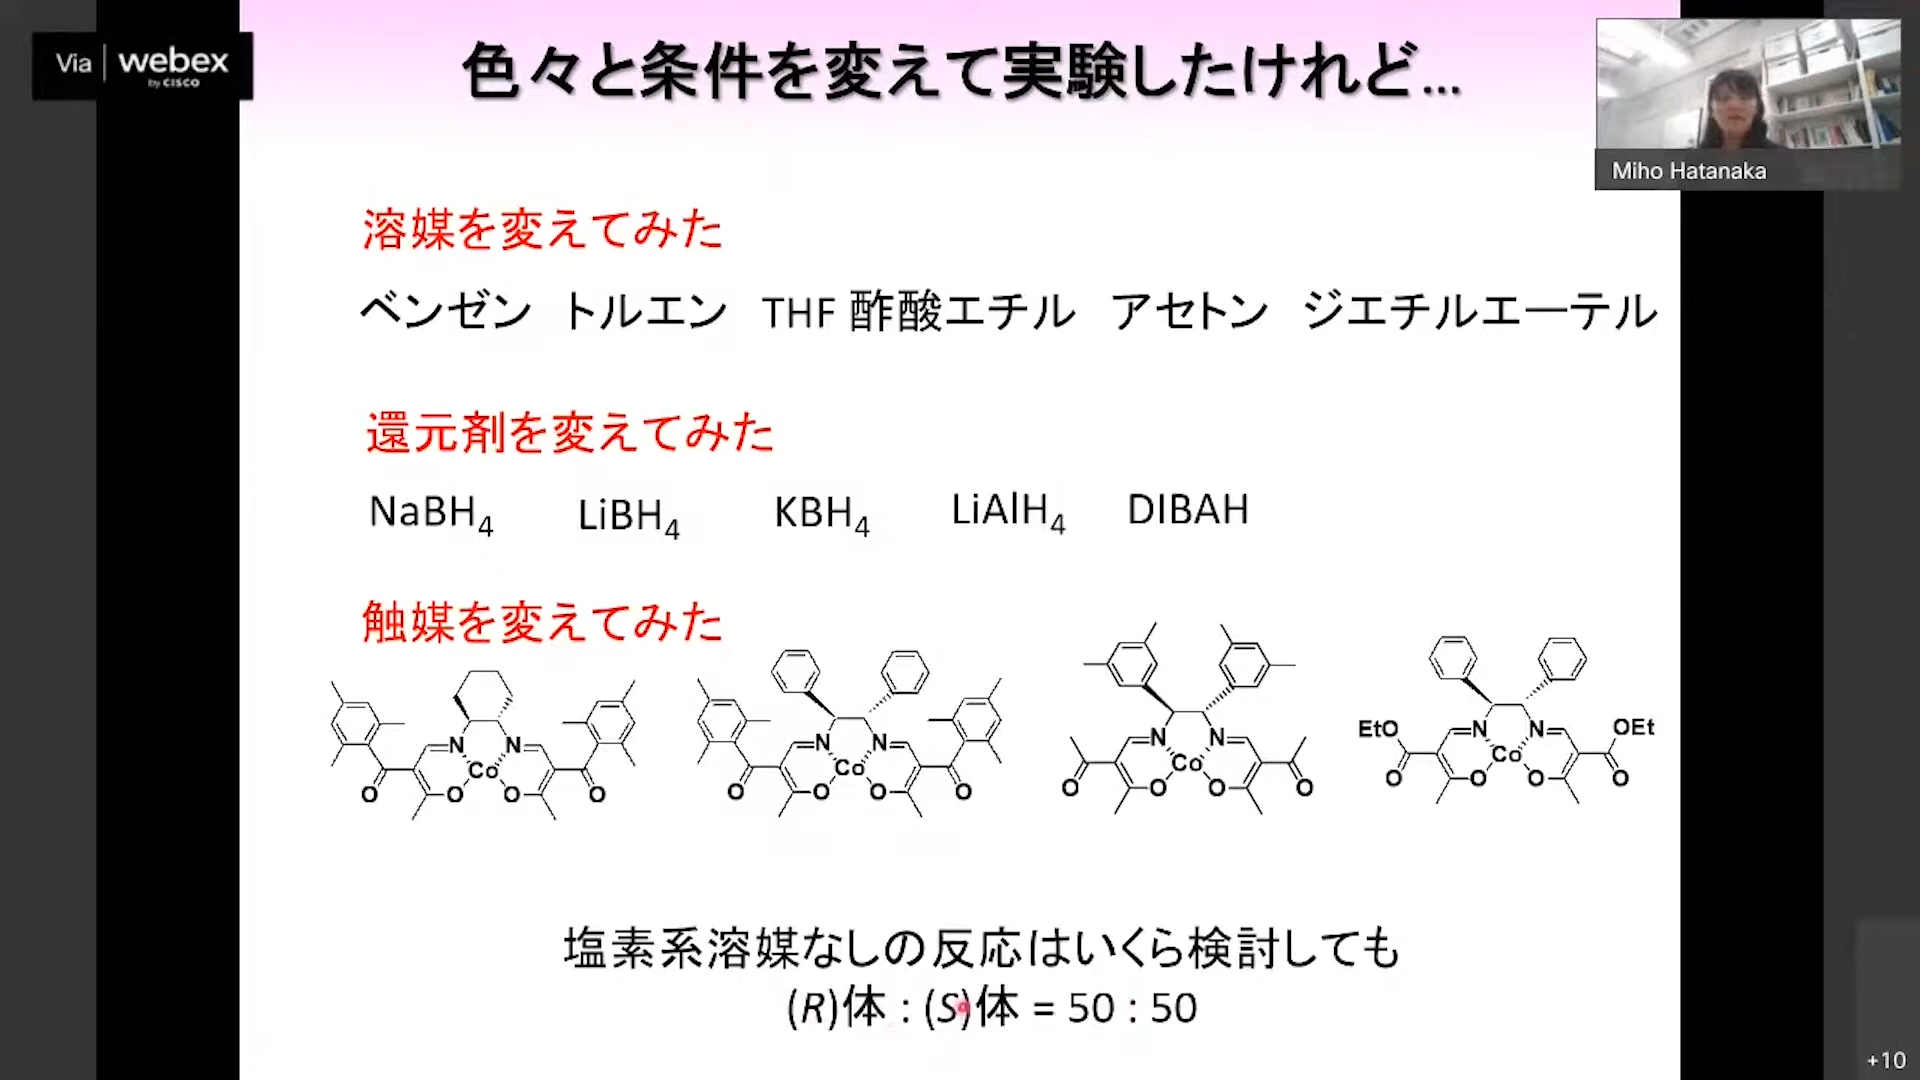 Via webex
by CISCO
色々と条件を変えて実験したけれど...
Miho Hatanaka
溶媒を変えてみた
ベンゼン トルエン THF 酢酸エチル アセトン ジエチルエーテル
還元剤を変えてみた
NaBH4 LiBH4 KBH4 LiAlH4 DIBAH
触媒を変えてみた
N N Co O O O O
N N Co O O O O
N N Co O O O O
EtO OEt N N Co O O O O
塩素系溶媒なしの反応はいくら検討しても
(R)体 : (S)体 = 50 : 50
+10